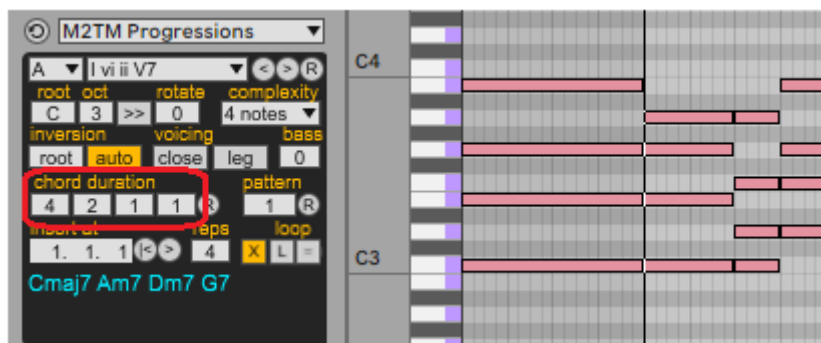 M2TM Progressions
A I vi ii V7 < > R
root oct rotate complexity
C 3 >> 0 4 notes
inversion voicing bass
root auto close leg 0
chord duration pattern
4 2 1 1 R 1 R
insert at reps loop
1. 1. 1 |< > 4 X L =
Cmaj7 Am7 Dm7 G7
C4
C3